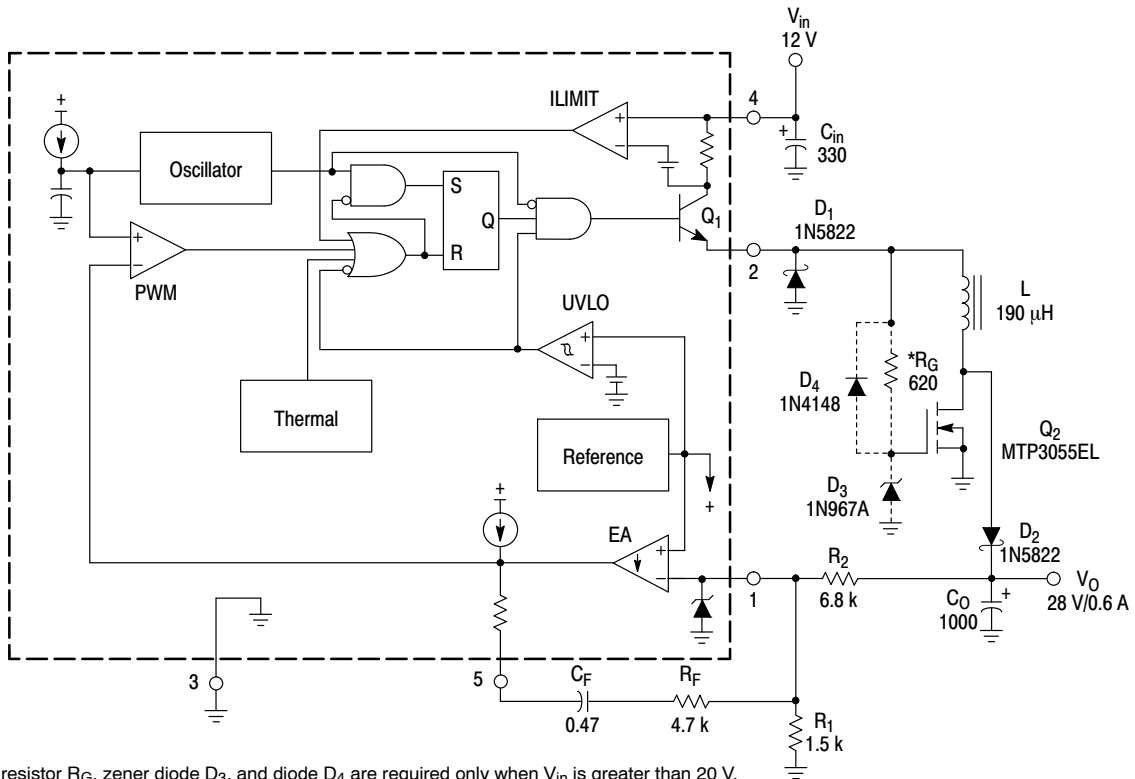 V_in
12 V
4
ILIMIT
+
+
−
+
C_in
330
Oscillator
S
Q
R
Q_1
D_1
1N5822
2
+
−
PWM
UVLO
+
−
L
190 μH
*R_G
620
D_4
1N4148
Thermal
Reference
+
Q_2
MTP3055EL
D_3
1N967A
+
EA
+
−
1
R_2
6.8 k
D_2
1N5822
C_O
1000
+
V_O
28 V/0.6 A
3
5
C_F
0.47
R_F
4.7 k
R_1
1.5 k
resistor R_G, zener diode D_3, and diode D_4 are required only when V_in is greater than 20 V.